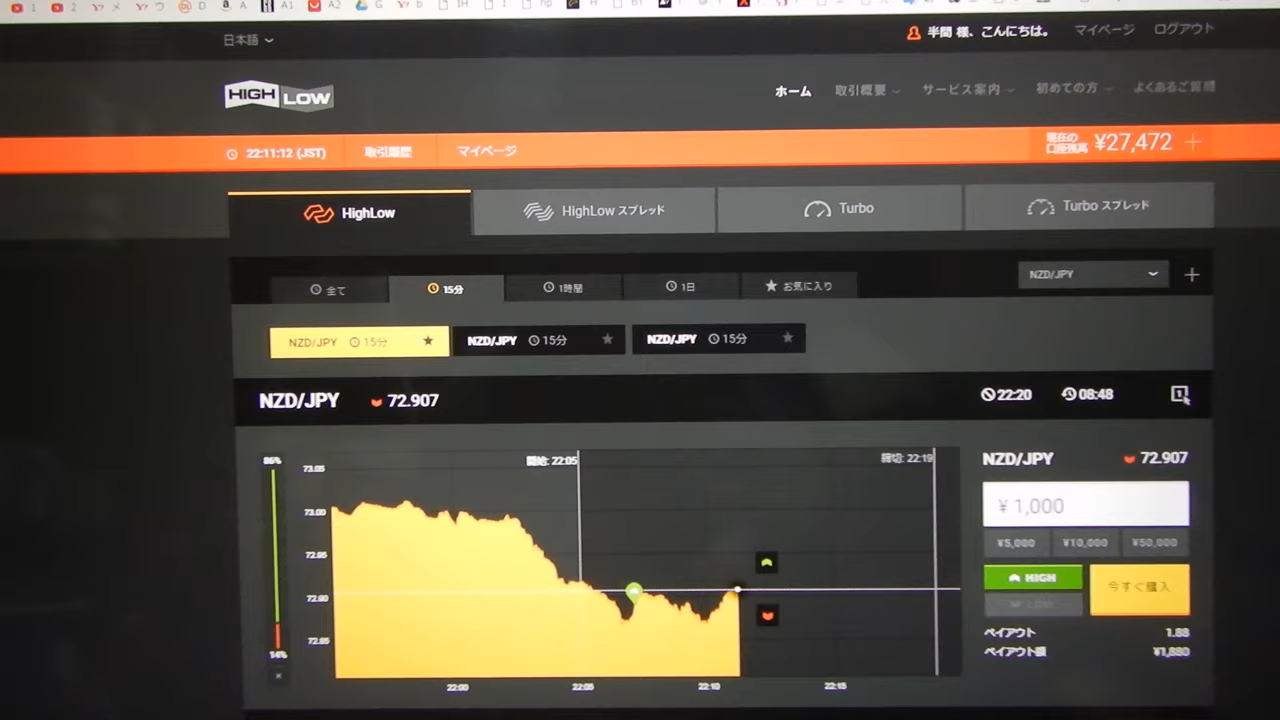 日本語
半間 様、こんにちは。
マイページ
ログアウト
HIGH LOW
ホーム
取引概要
サービス案内
初めての方
よくあるご質問
22:11:12 (JST)
取引履歴
マイページ
現在の
口座残高
¥27,472
HighLow
HighLow スプレッド
Turbo
Turbo スプレッド
全て
15分
1時間
1日
お気に入り
NZD/JPY
NZD/JPY 15分
NZD/JPY 15分
NZD/JPY 15分
NZD/JPY 72.907
22:20
08:48
86%
14%
73.05
73.00
72.95
72.90
72.85
開始: 22:05
締切: 22:19
22:00
22:05
22:10
22:15
NZD/JPY 72.907
¥ 1,000
¥5,000
¥10,000
¥50,000
HIGH
今すぐ購入
ペイアウト 1.88
ペイアウト額 ¥1,880